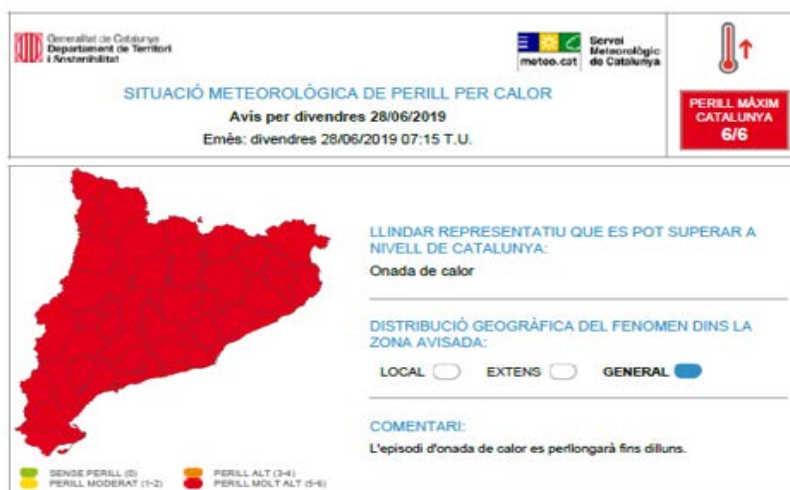 Generalitat de Catalunya
Departament de Territori
i Sostenibilitat
meteo.cat
Servei
Meteorològic
de Catalunya
SITUACIÓ METEOROLÒGICA DE PERILL PER CALOR
Avís per divendres 28/06/2019
Emès: divendres 28/06/2019 07:15 T.U.
PERILL MÀXIM
CATALUNYA
6/6
LLINDAR REPRESENTATIU QUE ES POT SUPERAR A
NIVELL DE CATALUNYA:
Onada de calor
DISTRIBUCIÓ GEOGRÀFICA DEL FENOMEN DINS LA
ZONA AVISADA:
LOCAL EXTENS GENERAL
COMENTARI:
L'episodi d'onada de calor es perllongarà fins dilluns.
SENSE PERILL (0) PERILL ALT (3-4)
PERILL MODERAT (1-2) PERILL MOLT ALT (5-6)